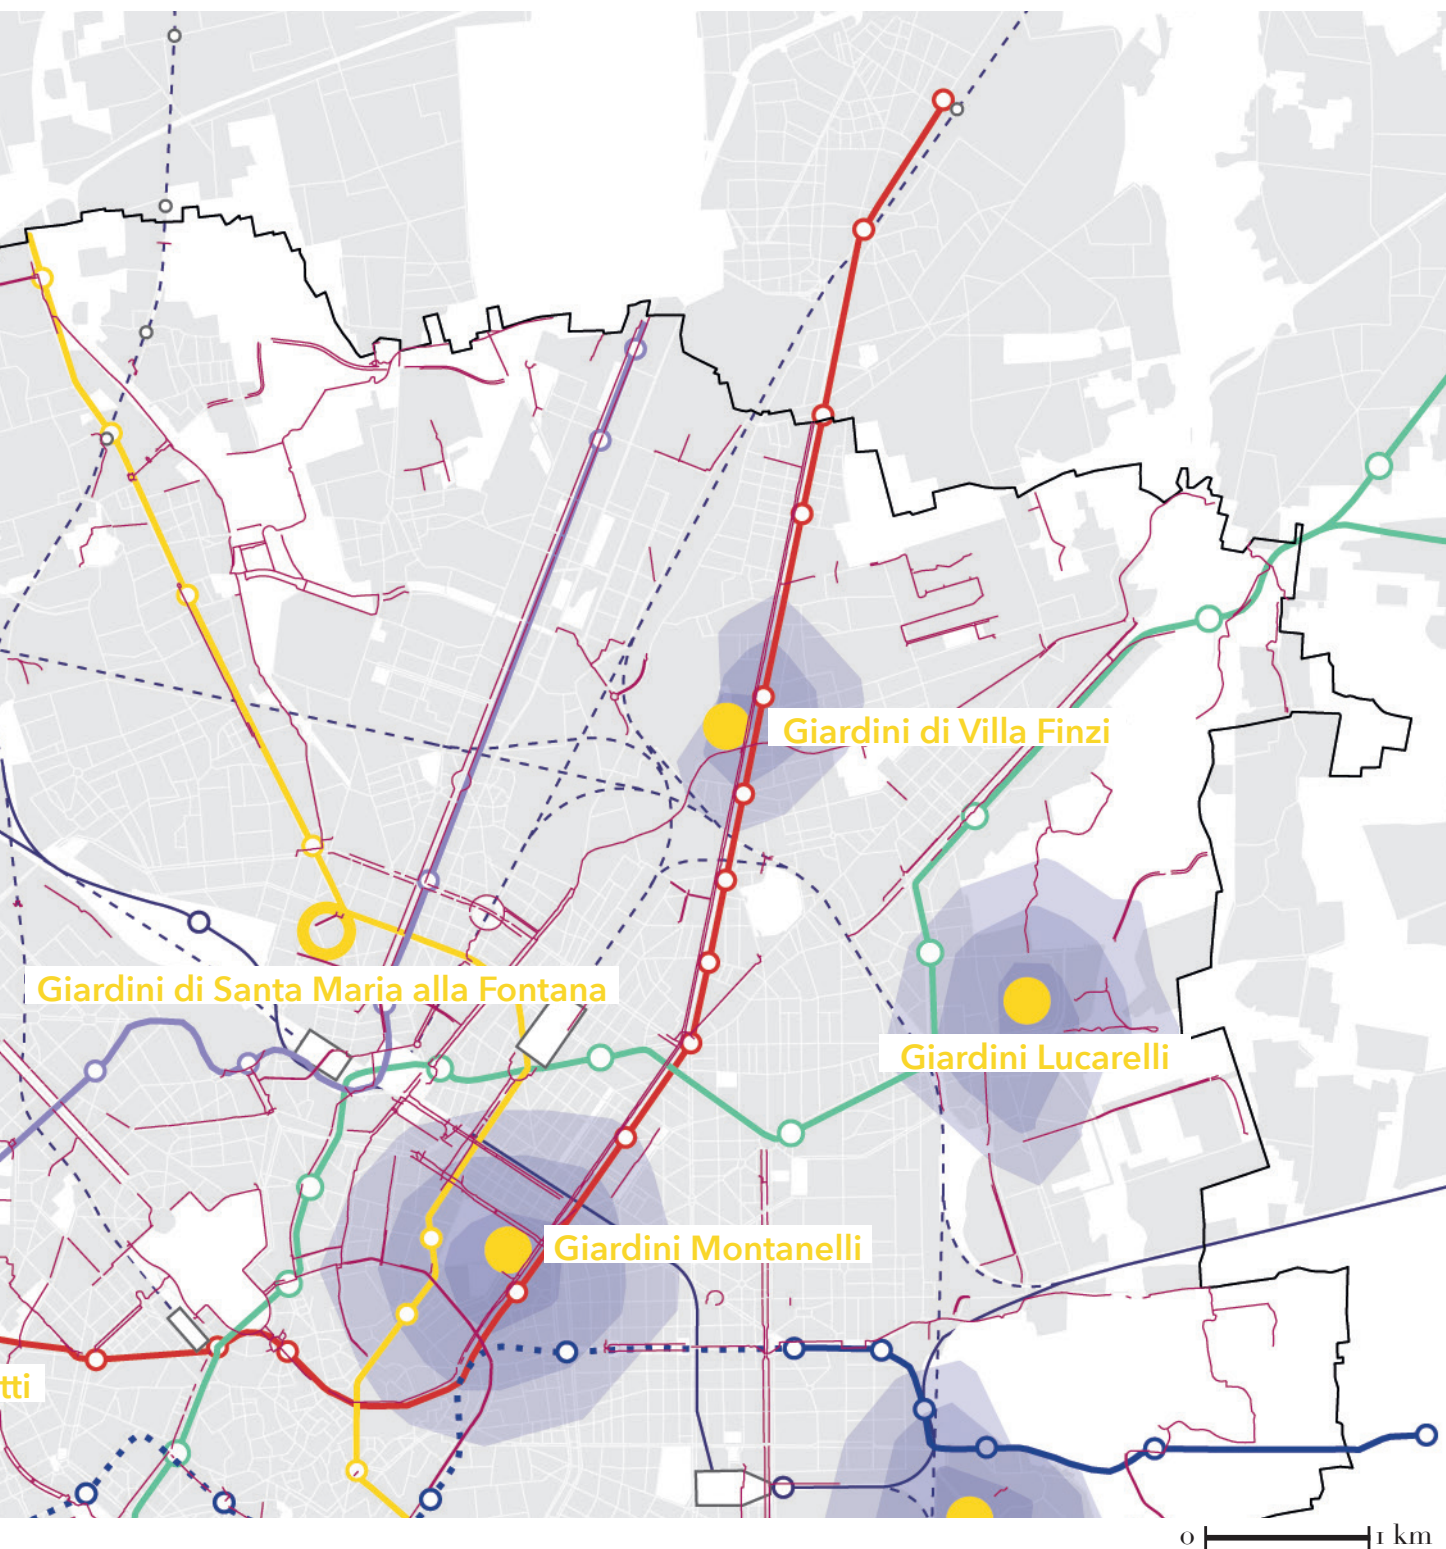 Giardini di Villa Finzi
Giardini di Santa Maria alla Fontana
Giardini Lucarelli
Giardini Montanelli
tti
0 1 km